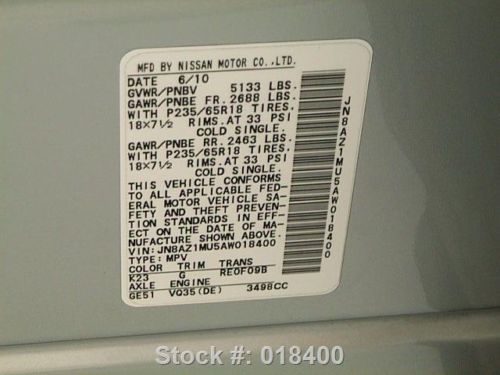 MFD BY NISSAN MOTOR CO.,LTD.
DATE 6/10
GVWR/PNBV 5133 LBS.
GAWR/PNBE FR. 2688 LBS.
WITH P235/65R18 TIRES.
18×7½ RIMS.AT 33 PSI
COLD SINGLE.
GAWR/PNBE RR. 2463 LBS.
WITH P235/65R18 TIRES.
18×7½ RIMS.AT 33 PSI
COLD SINGLE.
THIS VEHICLE CONFORMS
TO ALL APPLICABLE FED-
ERAL MOTOR VEHICLE SA-
FETY AND THEFT PREVEN-
TION STANDARDS IN EFF-
ECT ON THE DATE OF MA-
NUFACTURE SHOWN ABOVE.
VIN: JN8AZ1MU5AW018400
TYPE: MPV
COLOR TRIM TRANS
K23 G RE0F09B
AXLE ENGINE
GE51 VQ35(DE) 3498CC
JN8AZ1MU5AW018400
Stock #: 018400